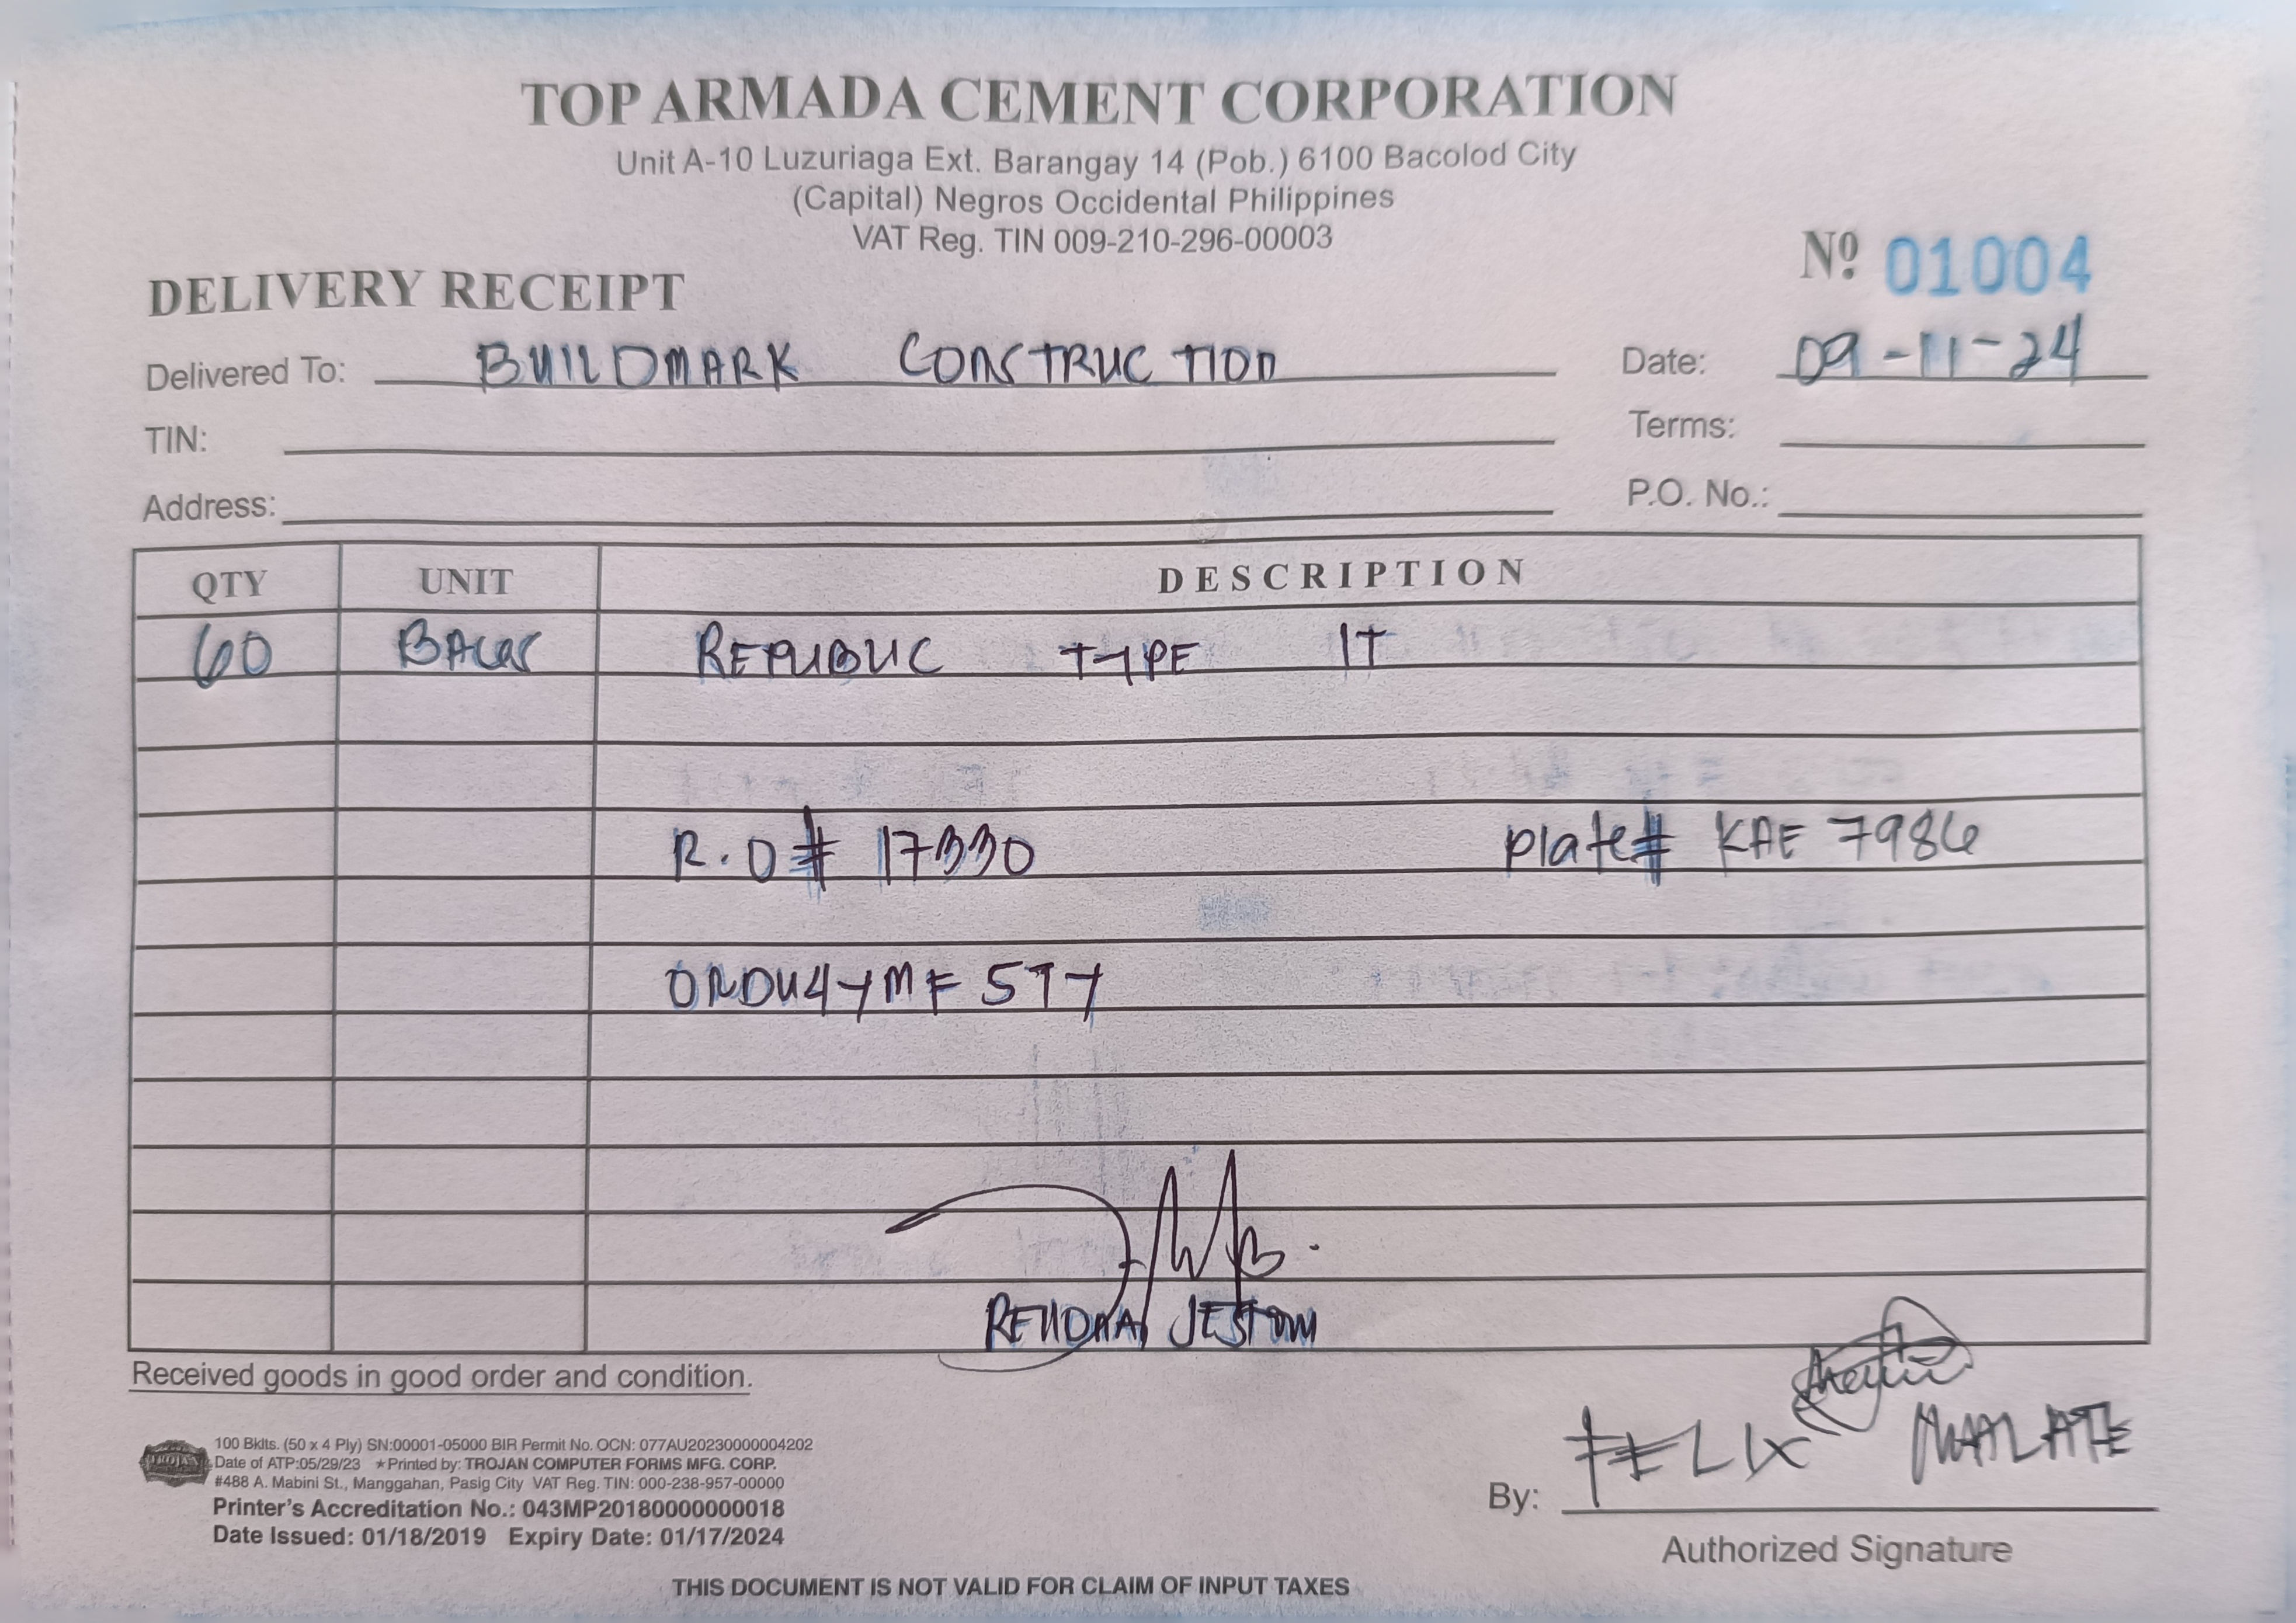 TOP ARMADA CEMENT CORPORATION
Unit A-10 Luzuriaga Ext. Barangay 14 (Pob.) 6100 Bacolod City
(Capital) Negros Occidental Philippines
VAT Reg. TIN 009-210-296-00003
Nº 01004
DELIVERY RECEIPT
Delivered To: BUILDMARK CONSTRUCTION Date: 09-11-24
TIN: Terms:
Address: P.O. No.:
QTY UNIT DESCRIPTION
60 BAGS REPUBLIC TYPE 1T
R.O# 17330 plate# KAE 7986
JESTONI
Received goods in good order and condition.
FELIX
By:
Authorized Signature
TROJAN
100 Bklts. (50 x 4 Ply) SN:00001-05000 BIR Permit No. OCN: 077AU20230000004202
Date of ATP:05/29/23 ★Printed by: TROJAN COMPUTER FORMS MFG. CORP.
#488 A. Mabini St., Manggahan, Pasig City VAT Reg. TIN: 000-238-957-00000
Printer's Accreditation No.: 043MP20180000000018
Date Issued: 01/18/2019 Expiry Date: 01/17/2024
THIS DOCUMENT IS NOT VALID FOR CLAIM OF INPUT TAXES